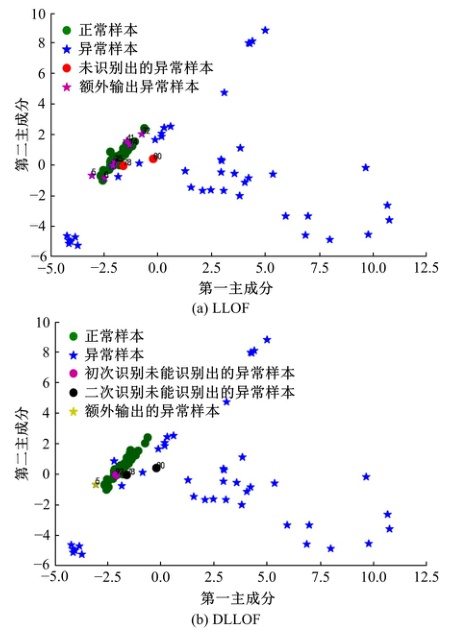 10
8
6
4
2
0
−2
−4
−6
第二主成分
正常样本
异常样本
未识别出的异常样本
额外输出异常样本
−5.0 −2.5 0.0 2.5 5.0 7.5 10.0 12.5
第一主成分
(a) LLOF
10
8
6
4
2
0
−2
−4
−6
第二主成分
正常样本
异常样本
初次识别未能识别出的异常样本
二次识别未能识别出的异常样本
额外输出的异常样本
−5.0 −2.5 0.0 2.5 5.0 7.5 10.0 12.5
第一主成分
(b) DLLOF